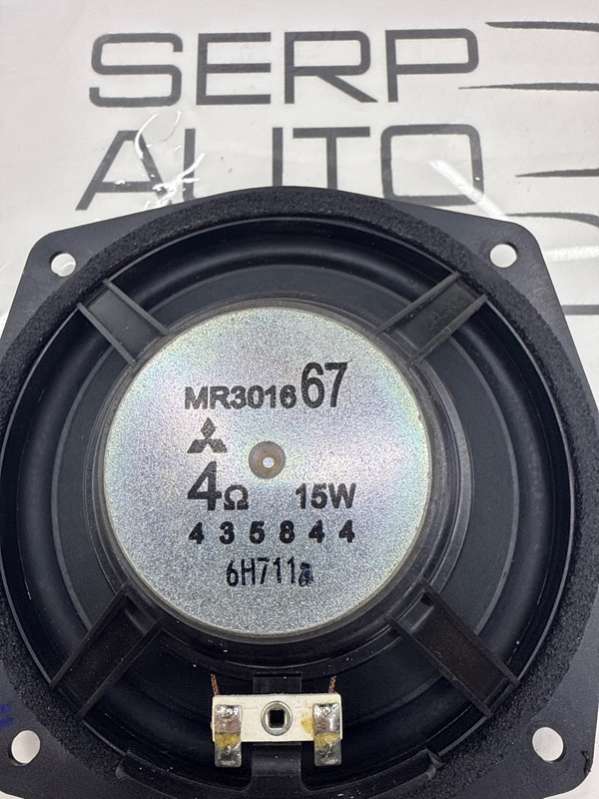 SERP
AUTO
MR301667
4Ω 15W
435844
6H711a